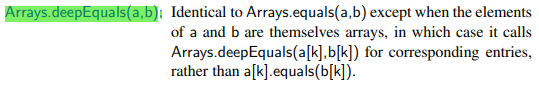 Arrays.deepEquals(a,b): Identical to Arrays.equals(a,b) except when the elements
of a and b are themselves arrays, in which case it calls
Arrays.deepEquals(a[k],b[k]) for corresponding entries,
rather than a[k].equals(b[k]).